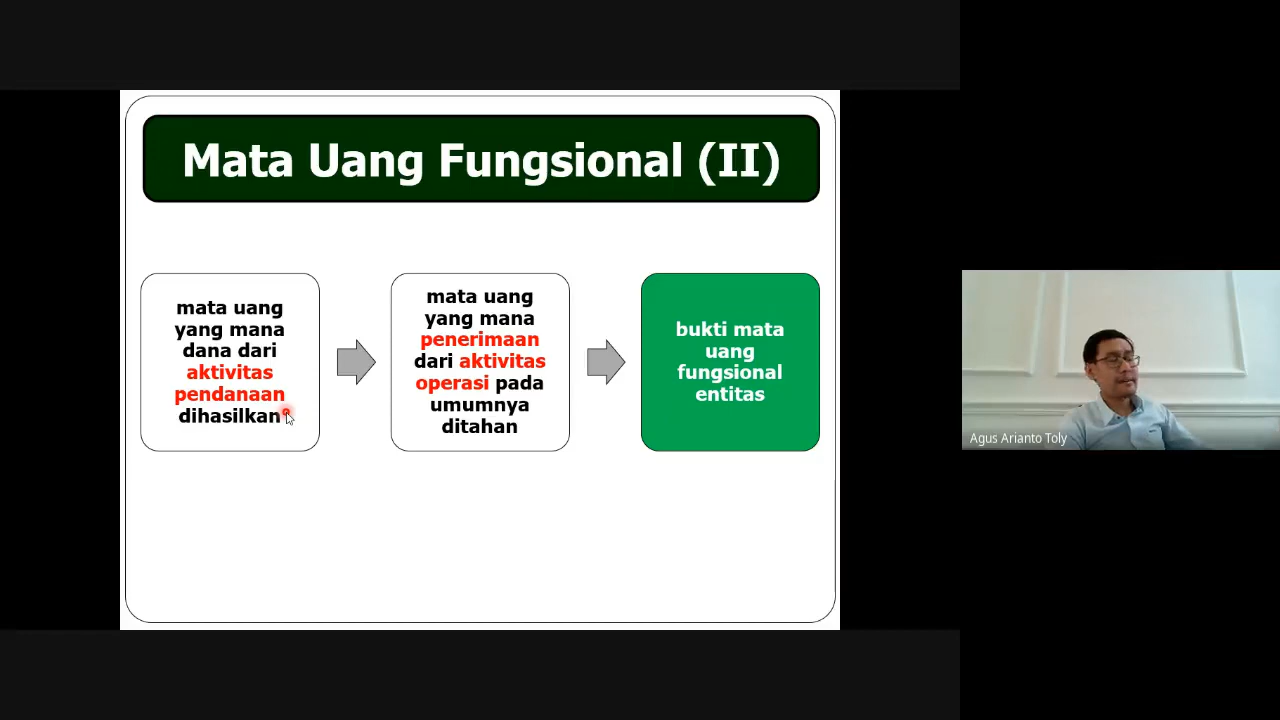 Mata Uang Fungsional (II)
mata uang
yang mana
dana dari
aktivitas
pendanaan
dihasilkan
mata uang
yang mana
penerimaan
dari aktivitas
operasi pada
umumnya
ditahan
bukti mata
uang
fungsional
entitas
Agus Arianto Toly